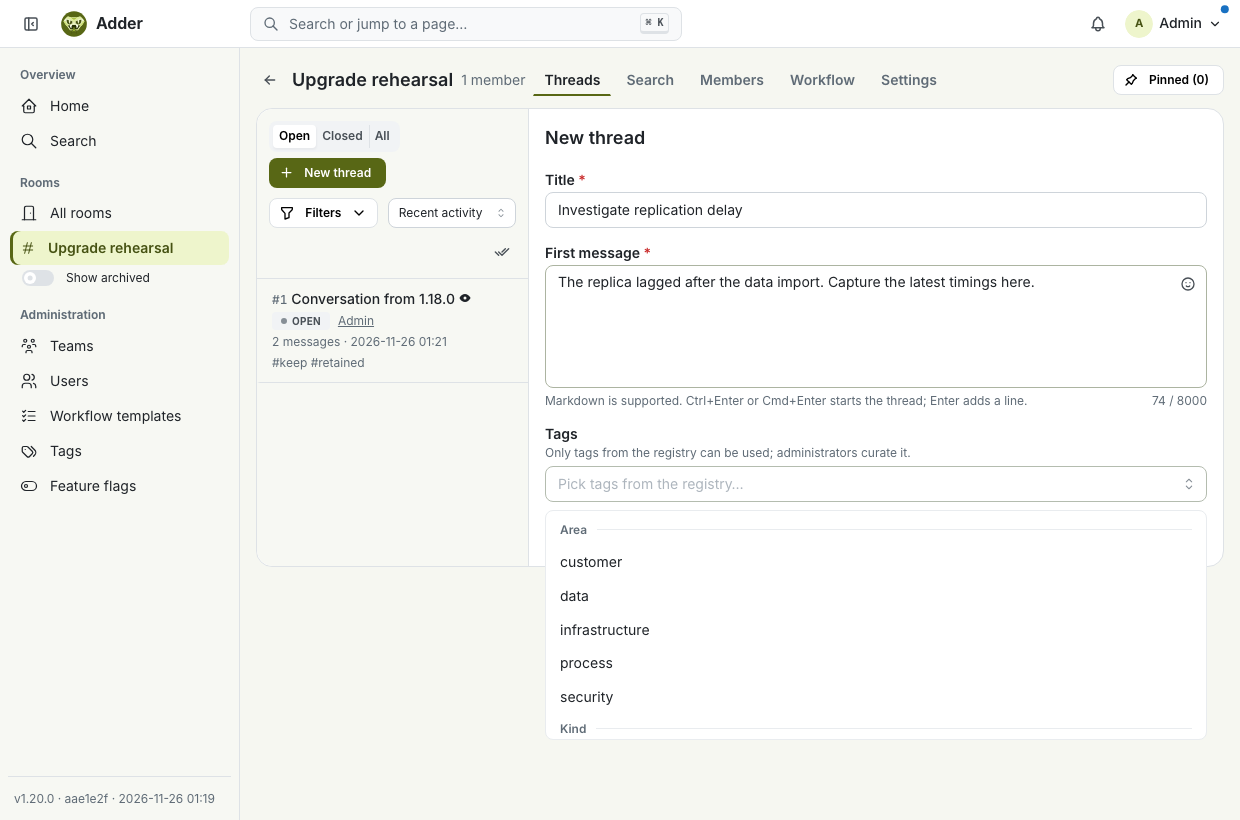 Adder
Search or jump to a page...
⌘ K
A
Admin
Overview
Home
Search
Rooms
All rooms
# Upgrade rehearsal
Show archived
Administration
Teams
Users
Workflow templates
Tags
Feature flags
v1.20.0 · aae1e2f · 2026-11-26 01:19
Upgrade rehearsal 1 member
Threads
Search
Members
Workflow
Settings
Pinned (0)
Open
Closed
All
New thread
Filters
Recent activity
#1 Conversation from 1.18.0
OPEN
Admin
2 messages · 2026-11-26 01:21
#keep #retained
New thread
Title *
Investigate replication delay
First message *
The replica lagged after the data import. Capture the latest timings here.
Markdown is supported. Ctrl+Enter or Cmd+Enter starts the thread; Enter adds a line.
74 / 8000
Tags
Only tags from the registry can be used; administrators curate it.
Pick tags from the registry...
Area
customer
data
infrastructure
process
security
Kind